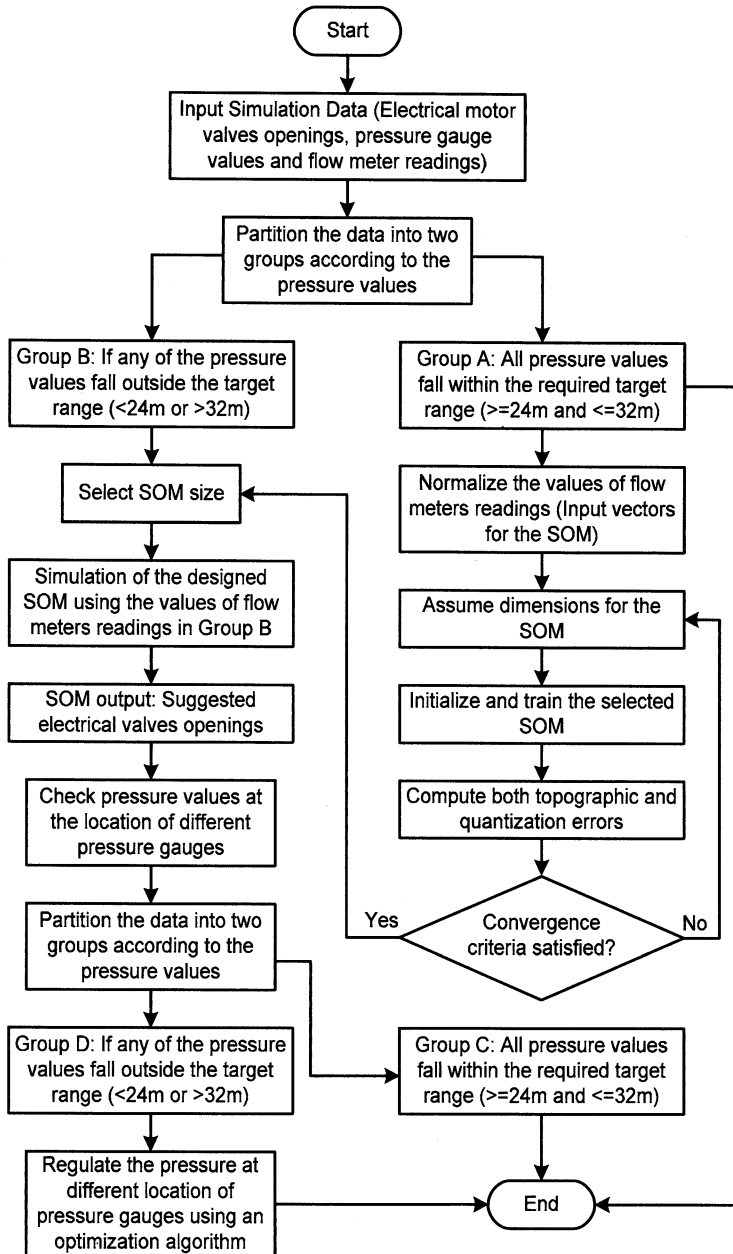 Start
Input Simulation Data (Electrical motor
valves openings, pressure gauge
values and flow meter readings)
Partition the data into two
groups according to the
pressure values
Group B: If any of the pressure
values fall outside the target
range (<24m or >32m)
Group A: All pressure values
fall within the required target
range (>=24m and <=32m)
Select SOM size
Normalize the values of flow
meters readings (Input vectors
for the SOM)
Simulation of the designed
SOM using the values of flow
meters readings in Group B
Assume dimensions for the
SOM
SOM output: Suggested
electrical valves openings
Initialize and train the selected
SOM
Check pressure values at
the location of different
pressure gauges
Compute both topographic and
quantization errors
Partition the data into two
groups according to the
pressure values
Yes
Convergence
criteria satisfied?
No
Group D: If any of the pressure
values fall outside the target
range (<24m or >32m)
Group C: All pressure values
fall within the required target
range (>=24m and <=32m)
Regulate the pressure at
different location of
pressure gauges using an
optimization algorithm
End